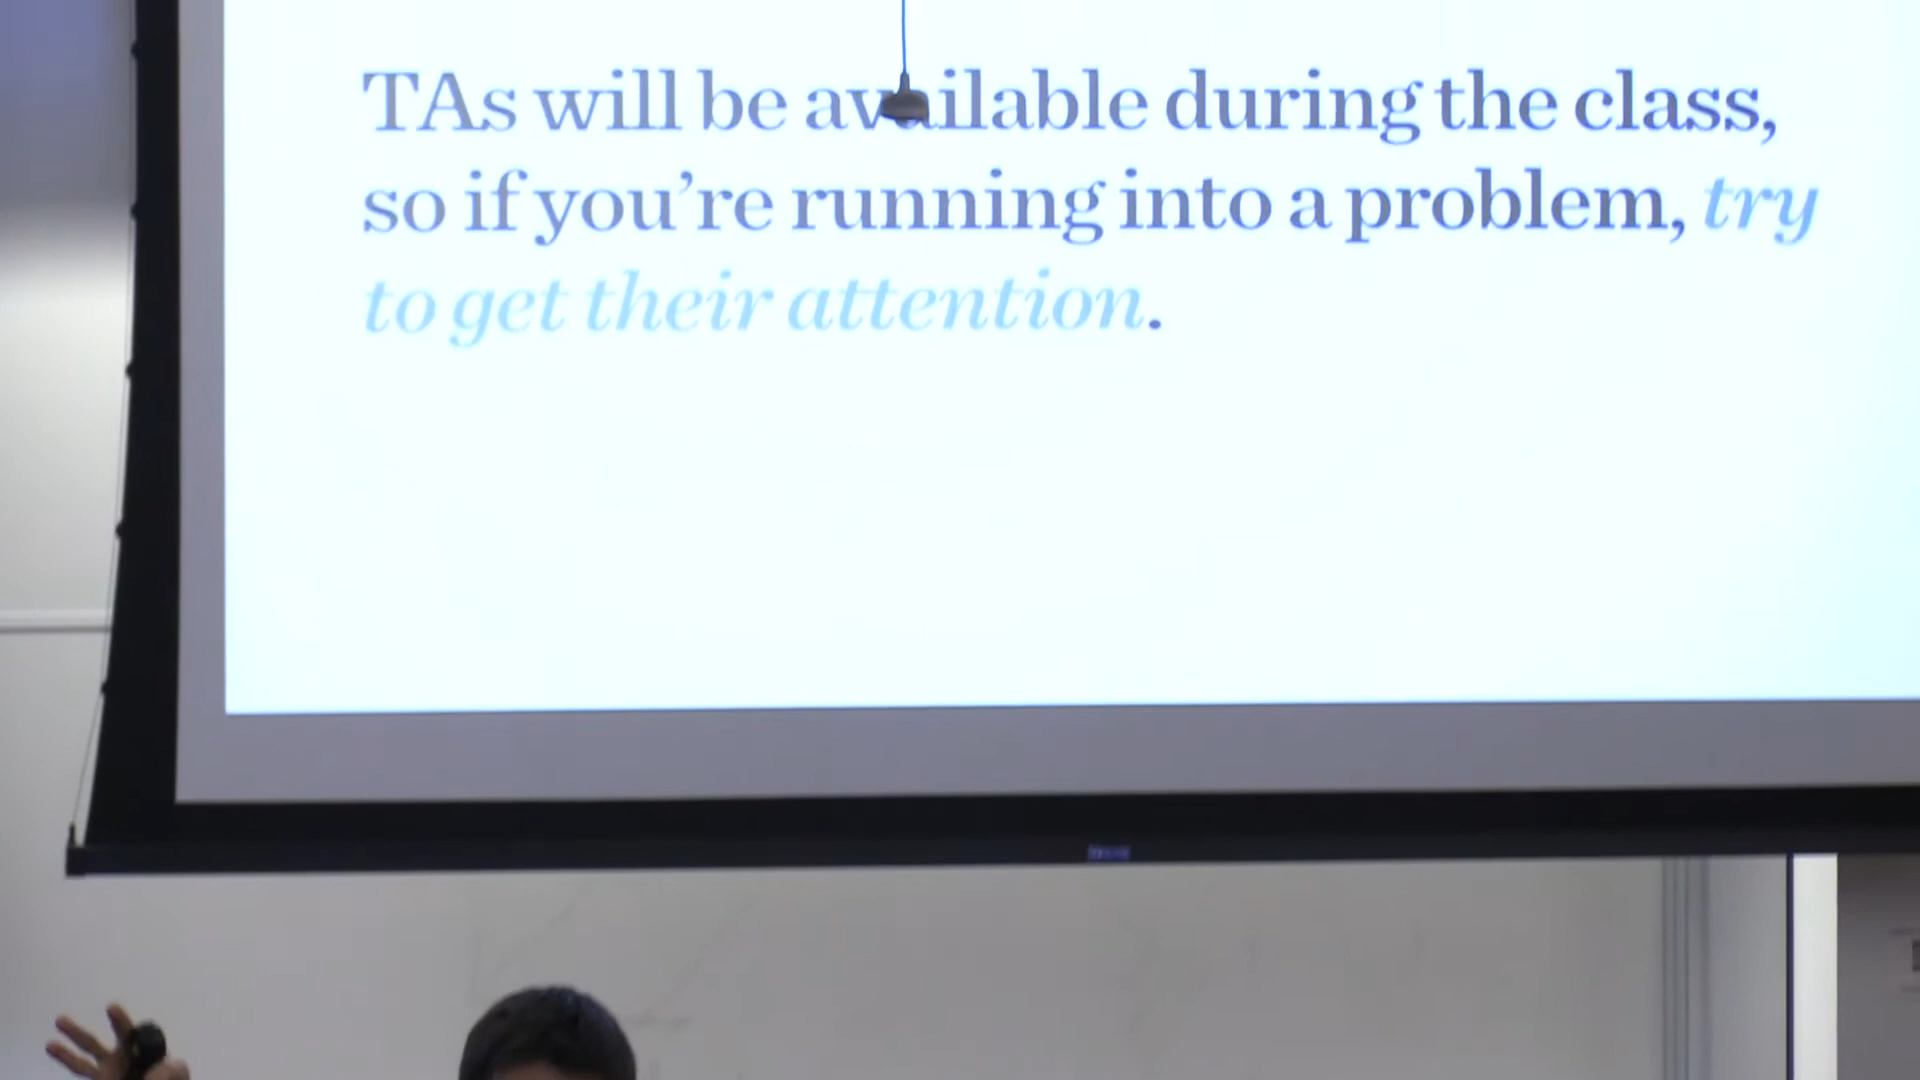 TAs will be available during the class,
so if you’re running into a problem, try
to get their attention.